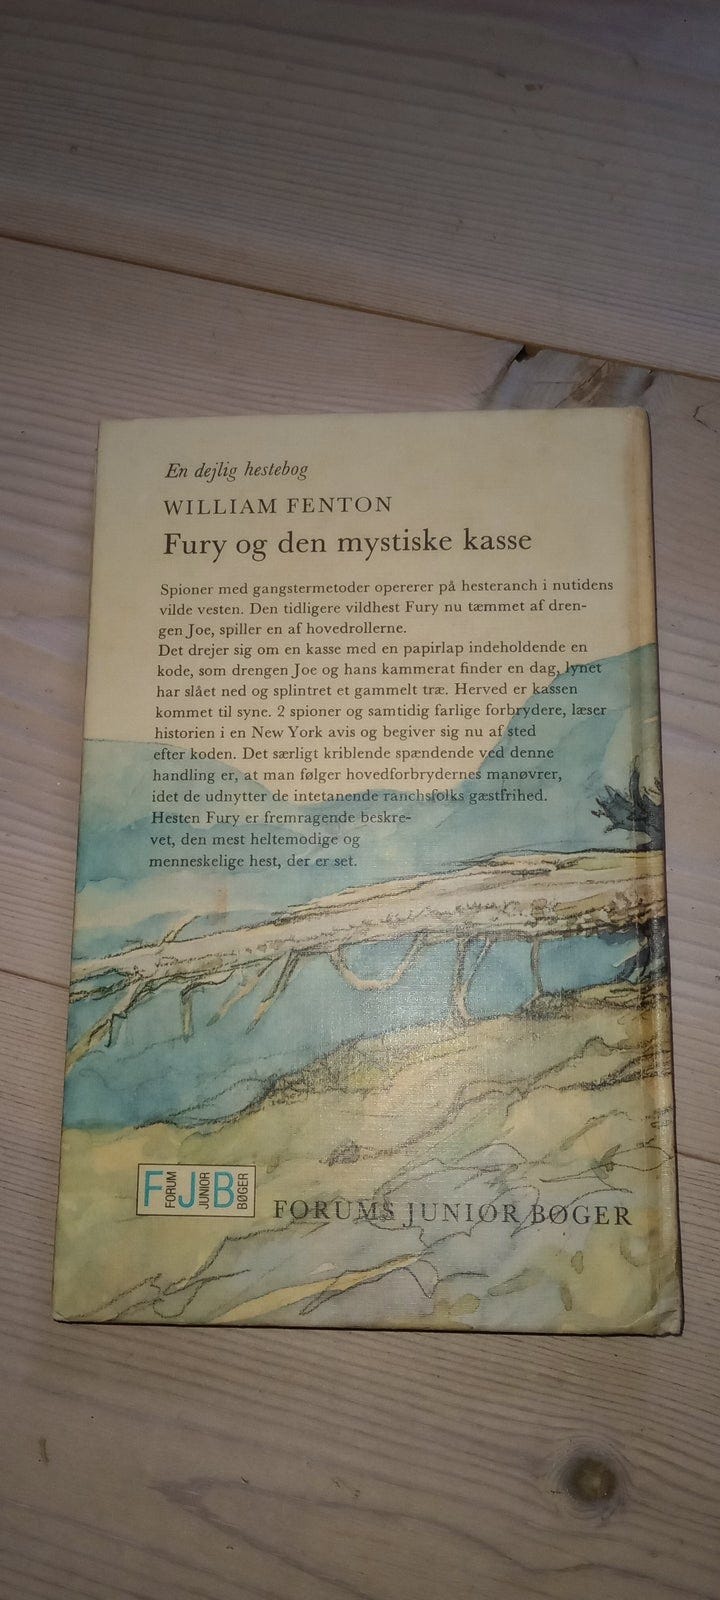 En dejlig hestebog
WILLIAM FENTON
Fury og den mystiske kasse
Spioner med gangstermetoder opererer på hesteranch i nutidens
vilde vesten. Den tidligere vildhest Fury nu tæmmet af dren-
gen Joe, spiller en af hovedrollerne.
Det drejer sig om en kasse med en papirlap indeholdende en
kode, som drengen Joe og hans kammerat finder en dag, lynet
har slået ned og splintret et gammelt træ. Herved er kassen
kommet til syne. 2 spioner og samtidig farlige forbrydere, læser
historien i en New York avis og begiver sig nu af sted
efter koden. Det særligt kriblende spændende ved denne
handling er, at man følger hovedforbrydernes manøvrer,
idet de udnytter de intetanende ranchsfolks gæstfrihed.
Hesten Fury er fremragende beskre-
vet, den mest heltemodige og
menneskelige hest, der er set.
F FORUM J JUNIOR B BØGER
FORUMS JUNIOR BØGER